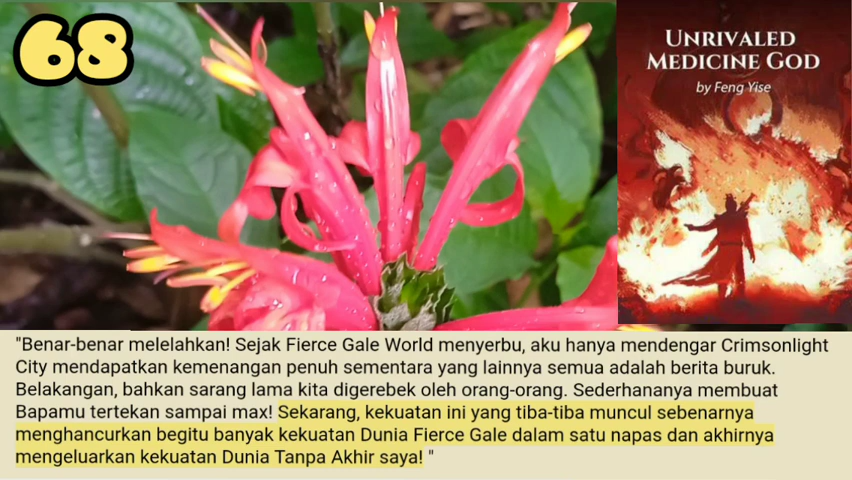 68
UNRIVALED
MEDICINE GOD
by Feng Yise
"Benar-benar melelahkan! Sejak Fierce Gale World menyerbu, aku hanya mendengar Crimsonlight
City mendapatkan kemenangan penuh sementara yang lainnya semua adalah berita buruk.
Belakangan, bahkan sarang lama kita digerebek oleh orang-orang. Sederhananya membuat
Bapamu tertekan sampai max! Sekarang, kekuatan ini yang tiba-tiba muncul sebenarnya
menghancurkan begitu banyak kekuatan Dunia Fierce Gale dalam satu napas dan akhirnya
mengeluarkan kekuatan Dunia Tanpa Akhir saya! "